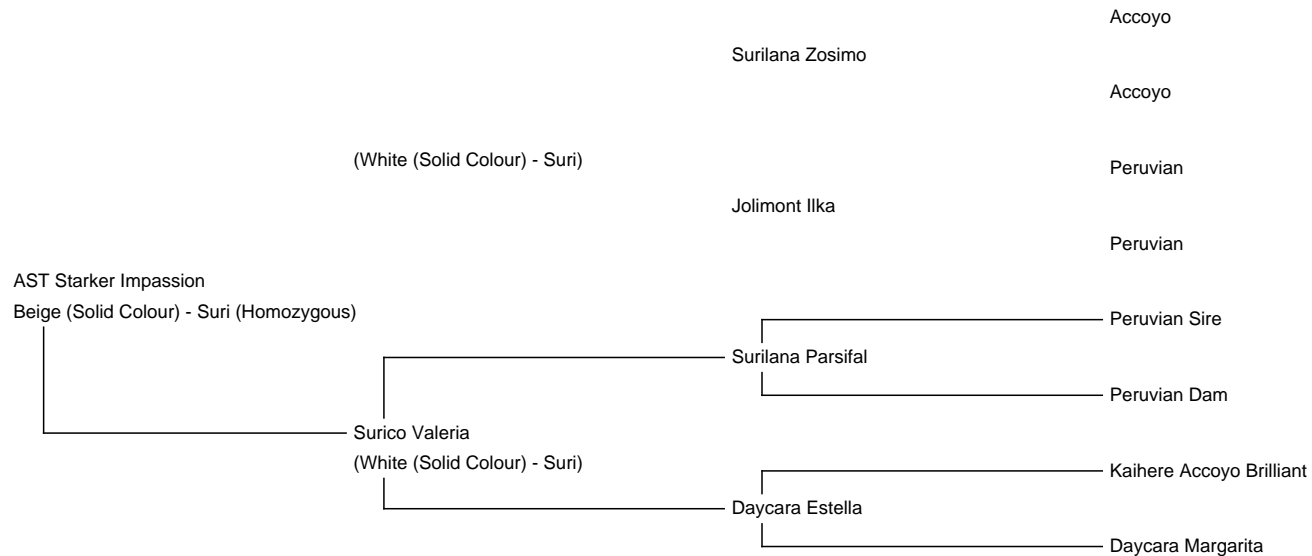 Accoyo
Surilana Zosimo
Accoyo
(White (Solid Colour) - Suri)
Peruvian
Jolimont Ilka
Peruvian
AST Starker Impassion
Beige (Solid Colour) - Suri (Homozygous)
Peruvian Sire
Surilana Parsifal
Peruvian Dam
Surico Valeria
(White (Solid Colour) - Suri)
Kaihere Accoyo Brilliant
Daycara Estella
Daycara Margarita